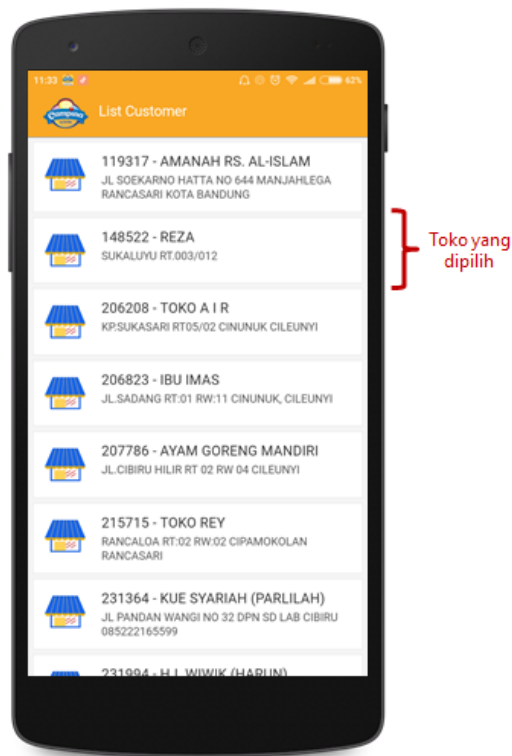 11:33
62%
Campina
List Customer
119317 - AMANAH RS. AL-ISLAM
JL SOEKARNO HATTA NO 644 MANJAHLEGA
RANCASARI KOTA BANDUNG
148522 - REZA
SUKALUYU RT.003/012
Toko yang
dipilih
206208 - TOKO A I R
KP.SUKASARI RT05/02 CINUNUK CILEUNYI
206823 - IBU IMAS
JL.SADANG RT:01 RW:11 CINUNUK, CILEUNYI
207786 - AYAM GORENG MANDIRI
JL.CIBIRU HILIR RT 02 RW 04 CILEUNYI
215715 - TOKO REY
RANCALOA RT:02 RW:02 CIPAMOKOLAN
RANCASARI
231364 - KUE SYARIAH (PARLILAH)
JL PANDAN WANGI NO 32 DPN SD LAB CIBIRU
085222165599
231994 - H.J. WIWIK (HARUN)